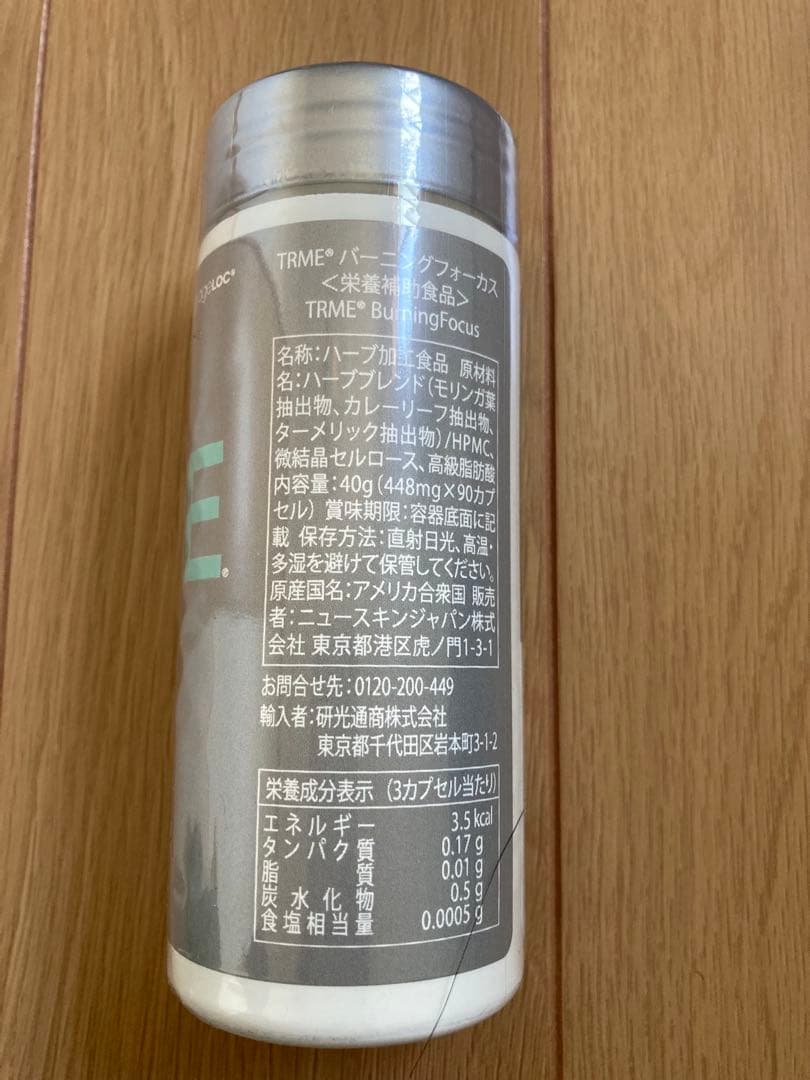 ageLOC®
E®
TRME® バーニングフォーカス
<栄養補助食品>
TRME® BurningFocus
名称:ハーブ加工食品 原材料
名:ハーブブレンド(モリンガ葉
抽出物、カレーリーフ抽出物、
ターメリック抽出物)/HPMC、
微結晶セルロース、高級脂肪酸
内容量:40g(448mg×90カプ
セル) 賞味期限:容器底面に記
載 保存方法:直射日光、高温・
多湿を避けて保管してください。
原産国名:アメリカ合衆国 販売
者:ニュースキンジャパン株式
会社 東京都港区虎ノ門1-3-1
お問合せ先:0120-200-449
輸入者:研光通商株式会社
東京都千代田区岩本町3-1-2
栄養成分表示 (3カプセル当たり)
エネルギー 3.5 kcal
タンパク質 0.17 g
脂質 0.01 g
炭水化物 0.5 g
食塩相当量 0.0005 g